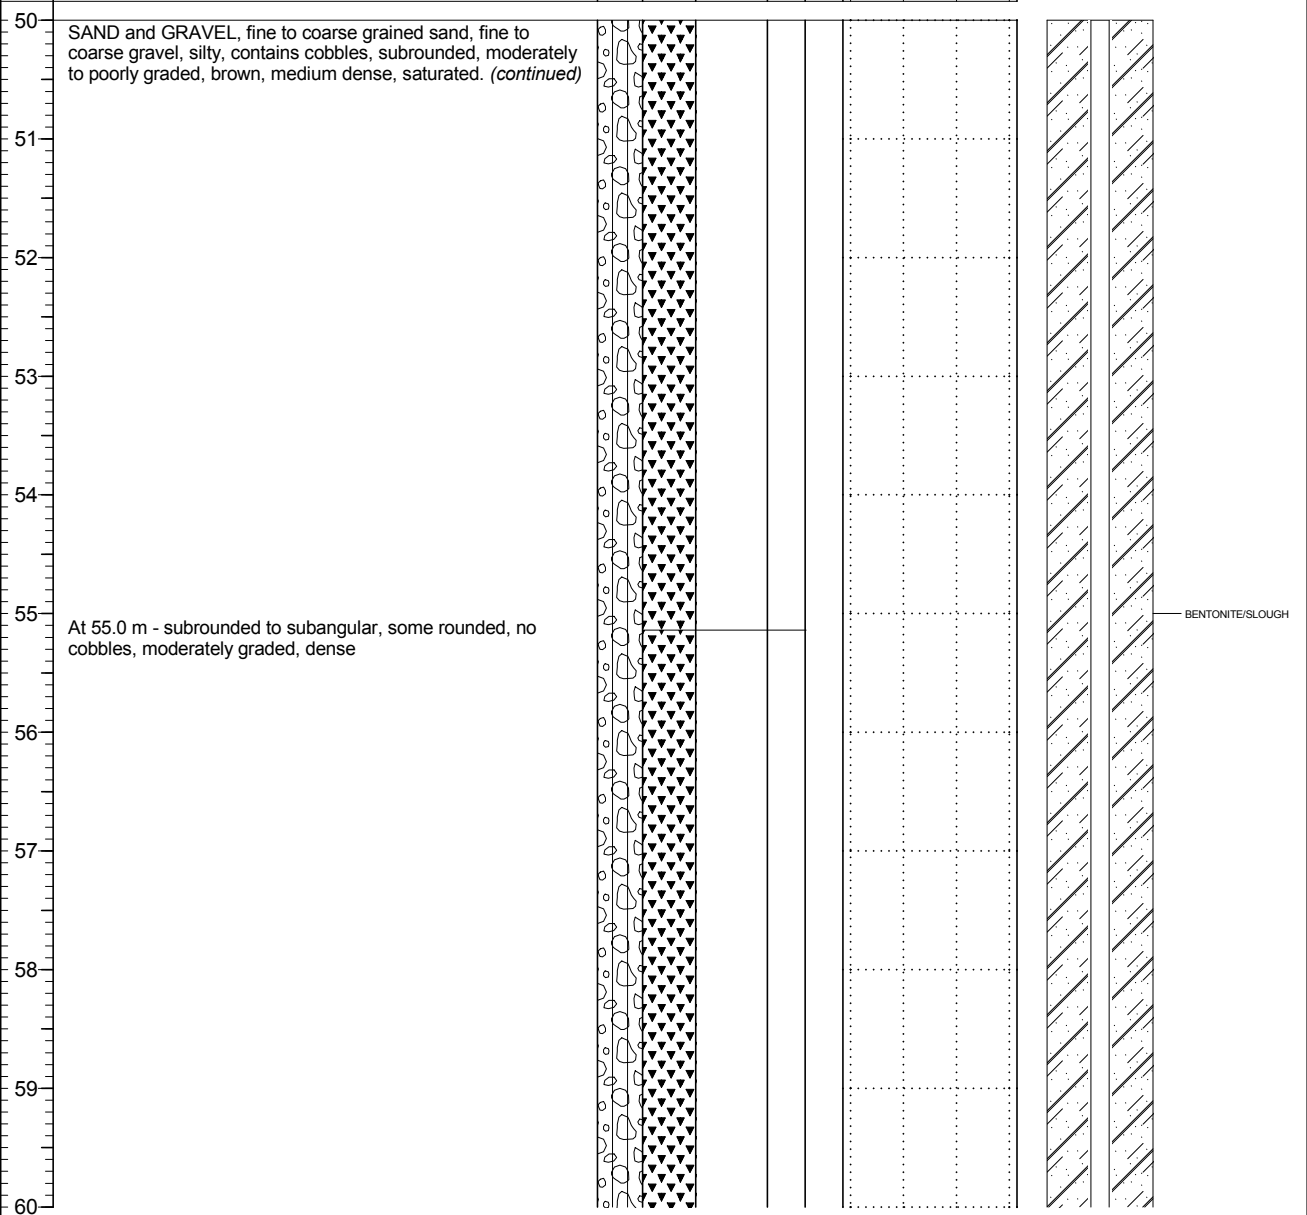 50
SAND and GRAVEL, fine to coarse grained sand, fine to
coarse gravel, silty, contains cobbles, subrounded, moderately
to poorly graded, brown, medium dense, saturated. (continued)
51
52
53
54
55
BENTONITE/SLOUGH
At 55.0 m - subrounded to subangular, some rounded, no
cobbles, moderately graded, dense
56
57
58
59
60